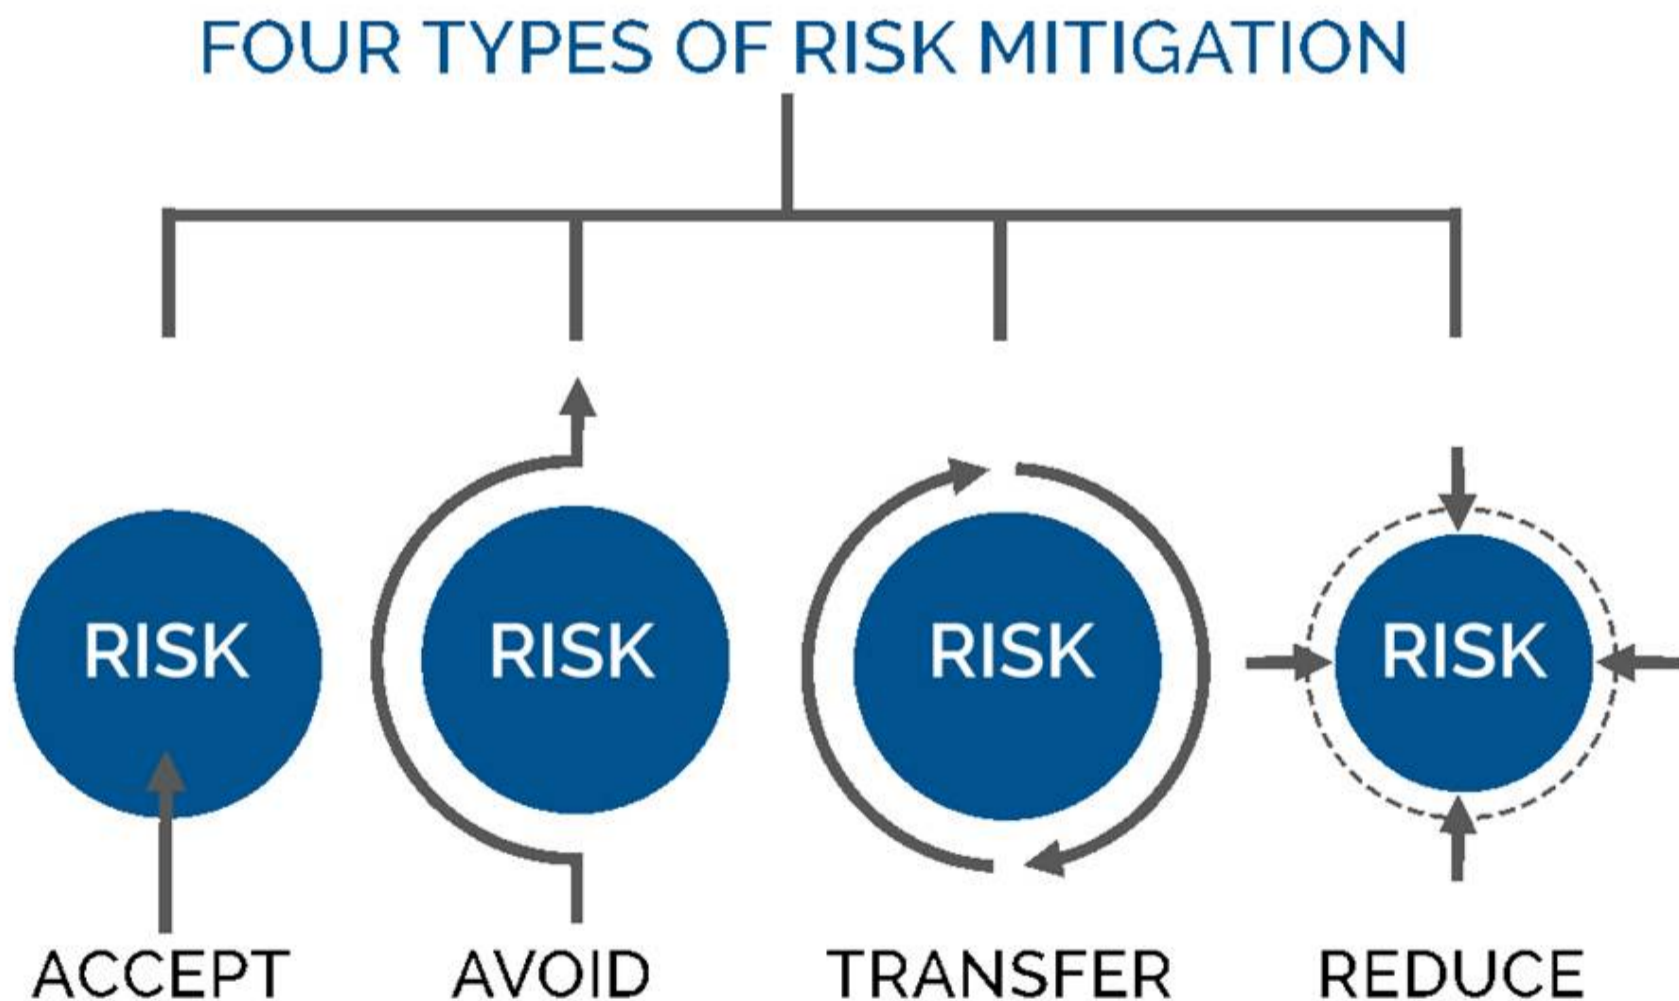 FOUR TYPES OF RISK MITIGATION
RISK
RISK
RISK
RISK
ACCEPT
AVOID
TRANSFER
REDUCE